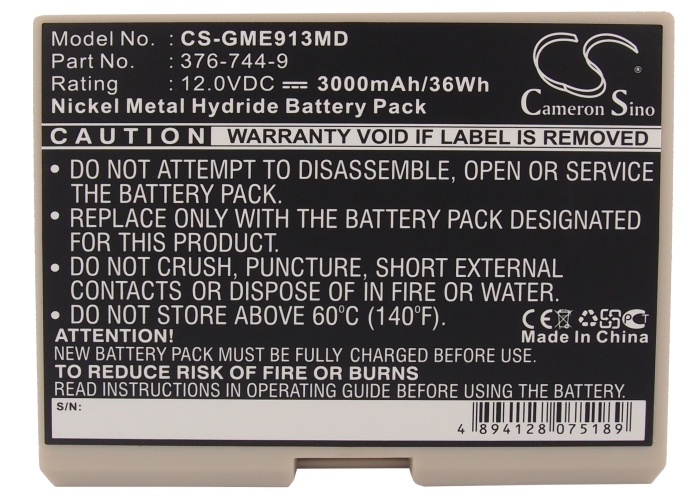 Model No. : CS-GME913MD
Part No. : 376-744-9
Rating : 12.0VDC ⎓ 3000mAh/36Wh
Nickel Metal Hydride Battery Pack
CS
Cameron Sino
CAUTION WARRANTY VOID IF LABEL IS REMOVED
• DO NOT ATTEMPT TO DISASSEMBLE, OPEN OR SERVICE
THE BATTERY PACK.
• REPLACE ONLY WITH THE BATTERY PACK DESIGNATED
FOR THIS PRODUCT.
• DO NOT CRUSH, PUNCTURE, SHORT EXTERNAL
CONTACTS OR DISPOSE OF IN FIRE OR WATER.
• DO NOT STORE ABOVE 60°C (140°F).
CE PCT
Made In China
ATTENTION!
NEW BATTERY PACK MUST BE FULLY CHARGED BEFORE USE.
TO REDUCE RISK OF FIRE OR BURNS
READ INSTRUCTIONS IN OPERATING GUIDE BEFORE USING THE BATTERY.
S/N:
4 894128 075189